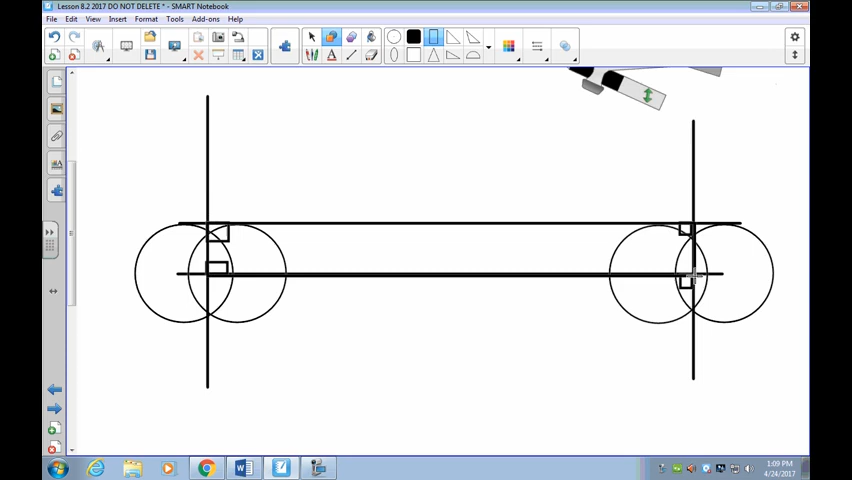 Lesson 8.2 2017 DO NOT DELETE * - SMART Notebook
File Edit View Insert Format Tools Add-ons Help
1:09 PM
4/24/2017